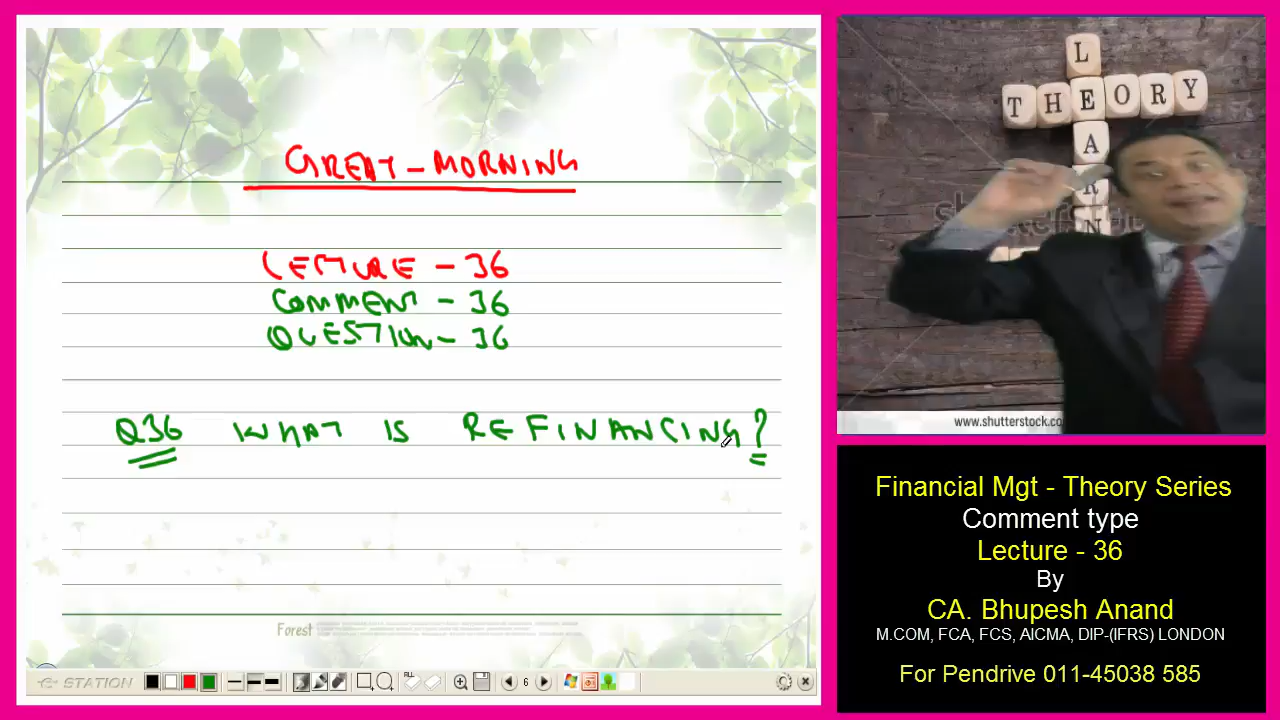 GREAT-MORNING
LECTURE - 36
COMMENT - 36
QUESTION - 36
Q36 WHAT IS REFINANCING?
Forest
e-STATION
6
L
THEORY
A
R
N
shutterstock
www.shutterstock.co
Financial Mgt - Theory Series
Comment type
Lecture - 36
By
CA. Bhupesh Anand
M.COM, FCA, FCS, AICMA, DIP-(IFRS) LONDON
For Pendrive 011-45038 585